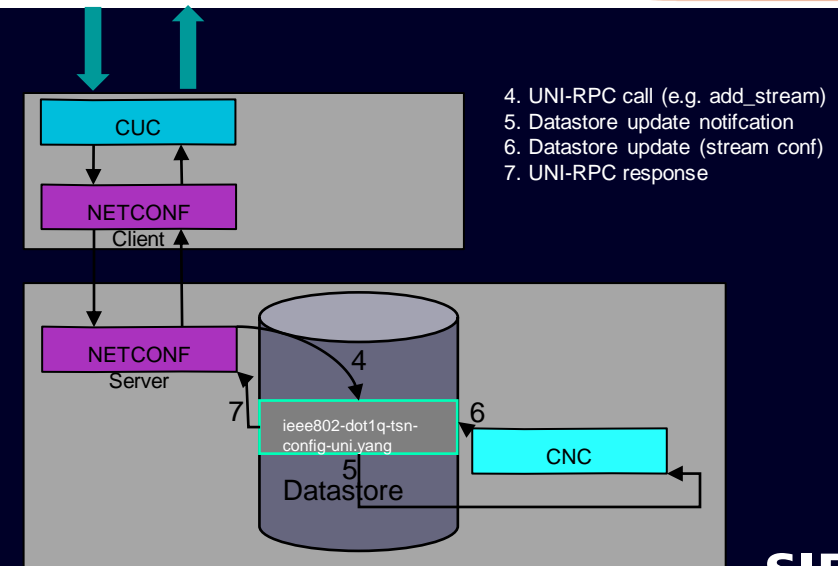 4. UNI-RPC call (e.g. add_stream)
5. Datastore update notifcation
6. Datastore update (stream conf)
7. UNI-RPC response
CUC
NETCONF
Client
NETCONF
Server
4
7
ieee802-dot1q-tsn-
config-uni.yang
6
CNC
5
Datastore